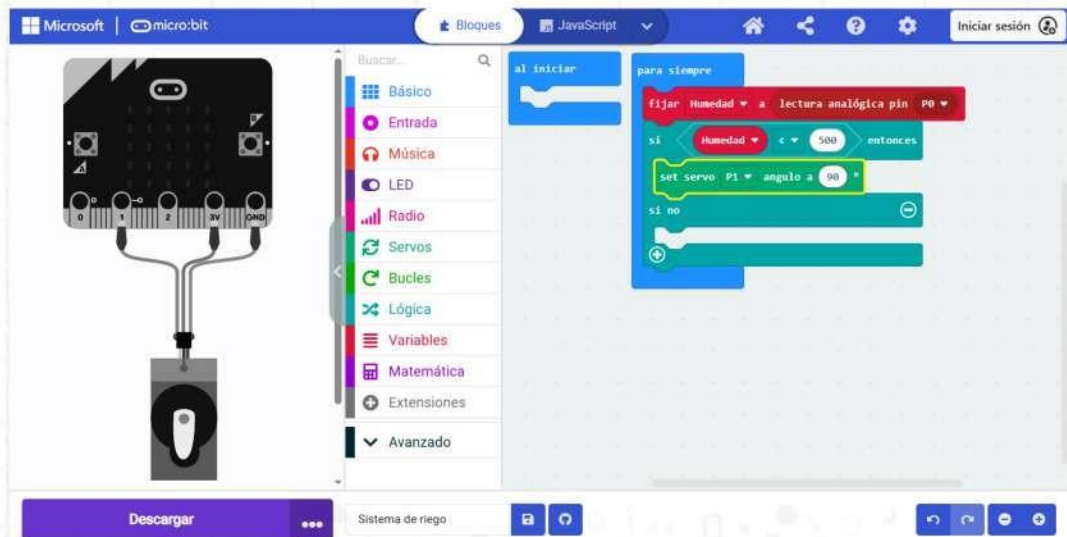 Microsoft micro:bit Bloques JavaScript Iniciar sesión
Buscar...
Básico
Entrada
Música
LED
Radio
Servos
Bucles
Lógica
Variables
Matemática
Extensiones
Avanzado
B
A
0 1 2 3V GND
al iniciar
para siempre
fijar Humedad a lectura analógica pin P0
si Humedad < 500 entonces
set servo P1 angulo a 90 °
si no
Descargar
Sistema de riego